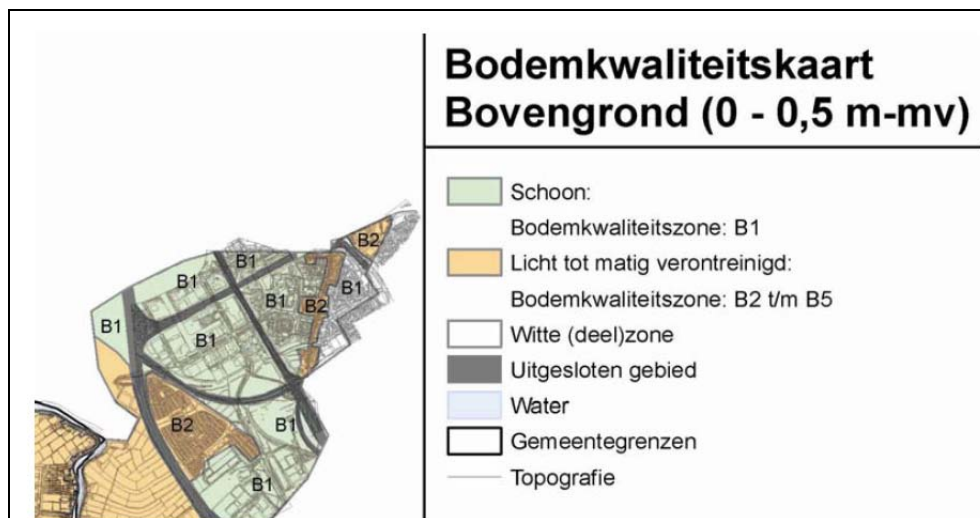 Bodemkwaliteitskaart
Bovengrond (0 - 0,5 m-mv)
Schoon:
Bodemkwaliteitszone: B1
Licht tot matig verontreinigd:
Bodemkwaliteitszone: B2 t/m B5
Witte (deel)zone
Uitgesloten gebied
Water
Gemeentegrenzen
Topografie
B2
B1
B1
B1
B1
B1
B2
B1
B1
B2
B1
B1